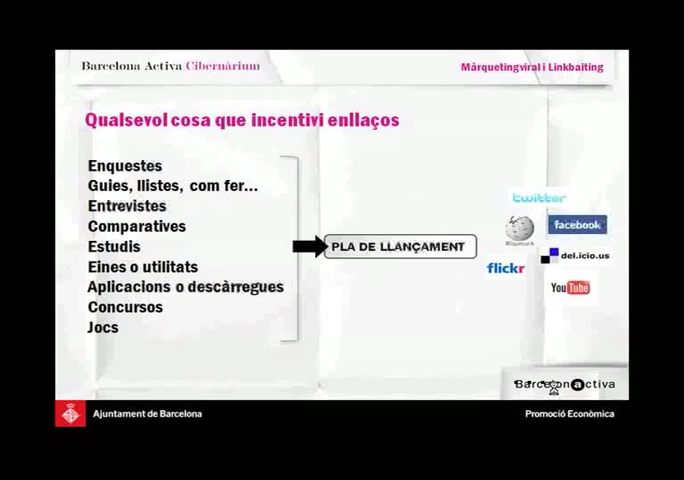 Barcelona Activa Cibernàrium
Màrquetingviral i Linkbaiting
Qualsevol cosa que incentivi enllaços
Enquestes
Guies, llistes, com fer...
Entrevistes
Comparatives
Estudis
Eines o utilitats
Aplicacions o descàrregues
Concursos
Jocs
PLA DE LLANÇAMENT
twitter
facebook
del.icio.us
flickr
YouTube
Barcelonactiva
Ajuntament de Barcelona
Promoció Econòmica